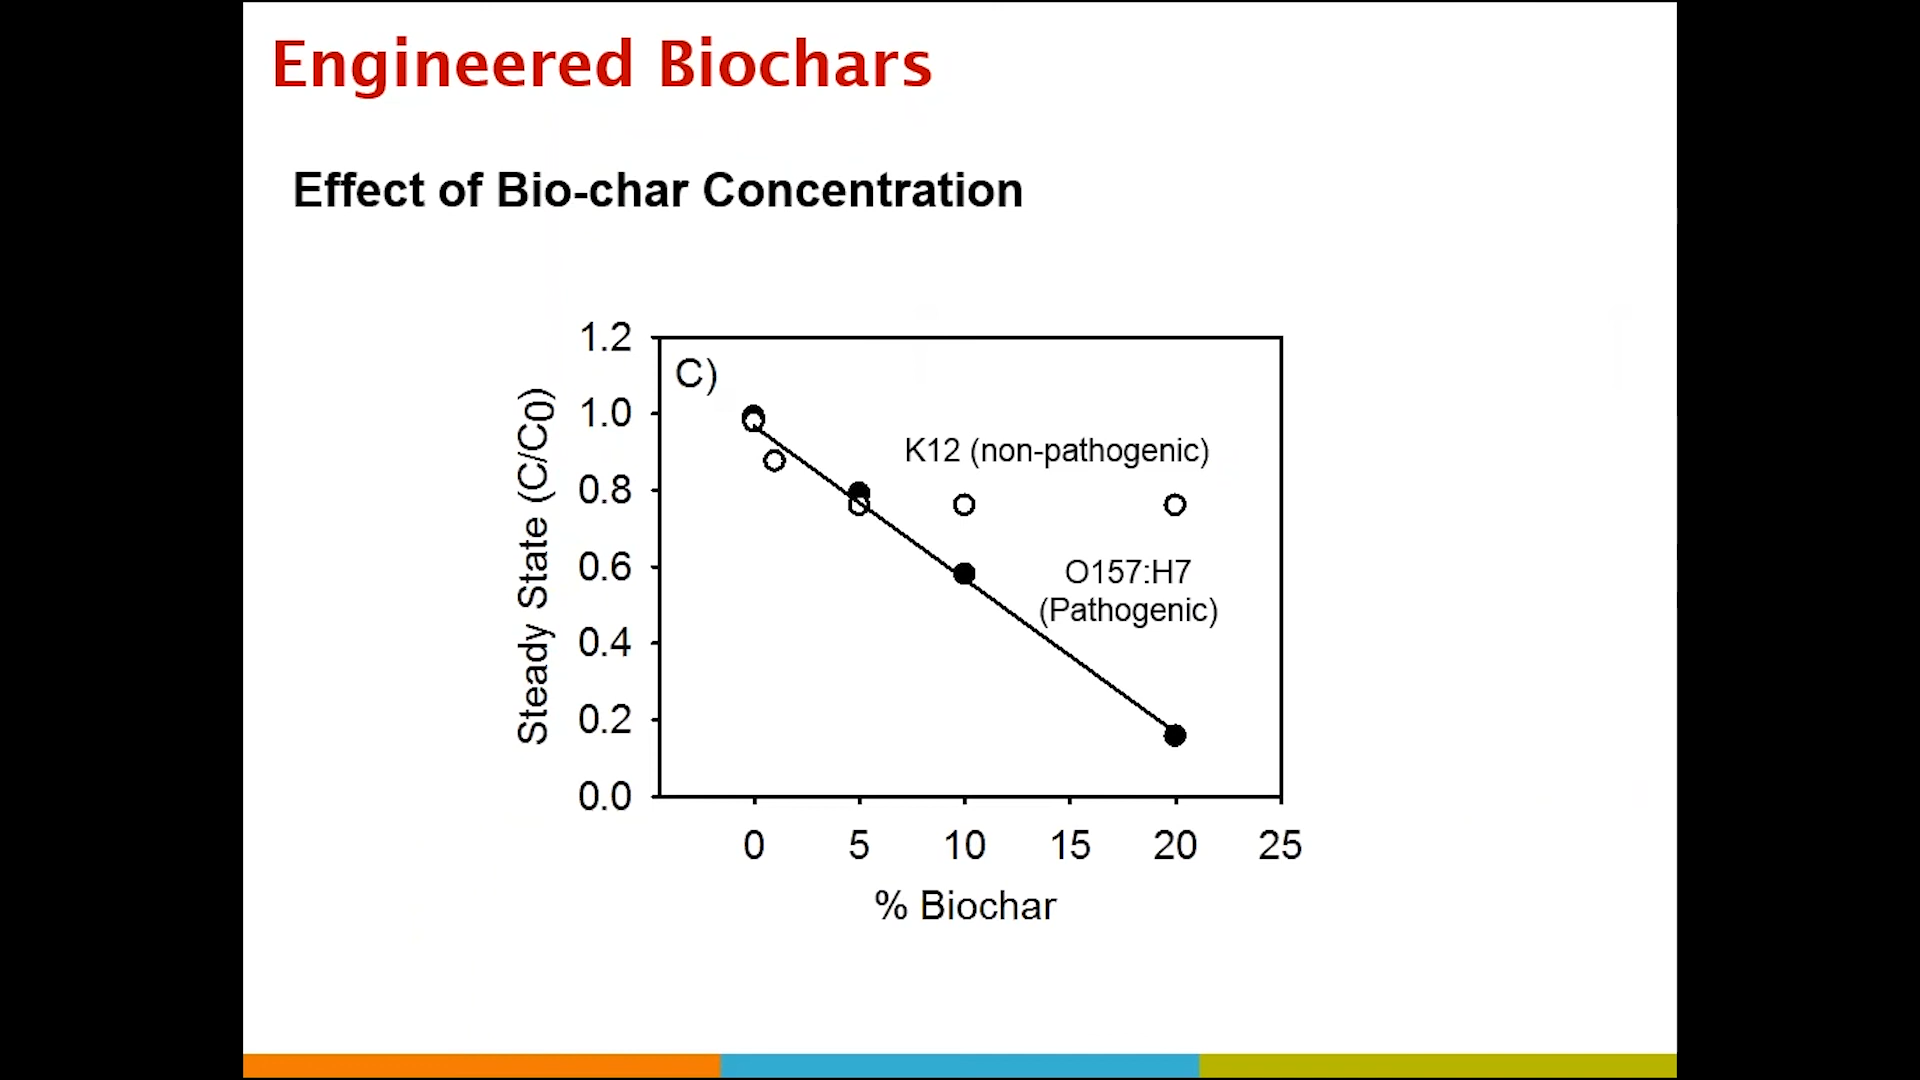 Engineered Biochars
Effect of Bio-char Concentration
C)
K12 (non-pathogenic)
O157:H7
(Pathogenic)
Steady State (C/C0)
1.2
1.0
0.8
0.6
0.4
0.2
0.0
0 5 10 15 20 25
% Biochar